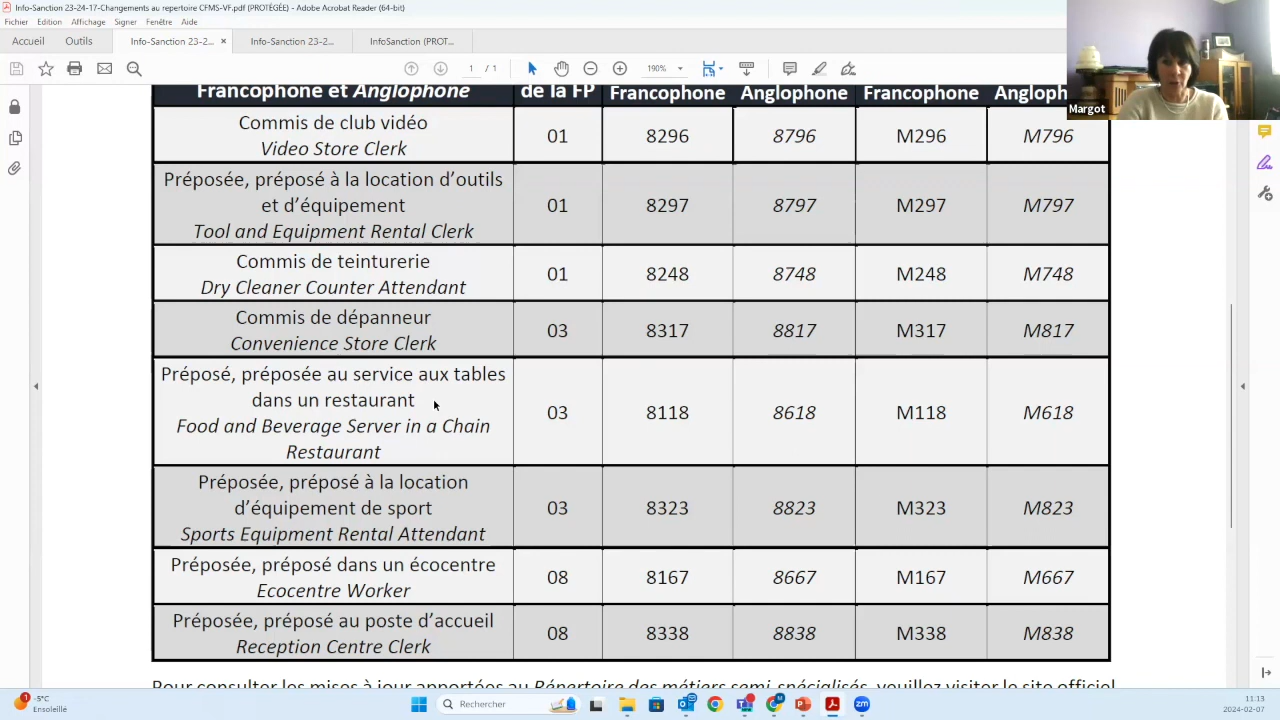 Info-Sanction 23-24-17-Changements au repertoire CFMS-VF.pdf (PROTÉGÉE) - Adobe Acrobat Reader (64-bit)
Fichier Edition Affichage Signer Fenêtre Aide
Accueil Outils Info-Sanction 23-2... × Info-Sanction 23-2... InfoSanction (PROT...
1 / 1 190%
Margot
Francophone et Anglophone de la FP Francophone Anglophone Francophone Angloph
Commis de club vidéo
Video Store Clerk
01 8296 8796 M296 M796
Préposée, préposé à la location d'outils
et d'équipement
Tool and Equipment Rental Clerk
01 8297 8797 M297 M797
Commis de teinturerie
Dry Cleaner Counter Attendant
01 8248 8748 M248 M748
Commis de dépanneur
Convenience Store Clerk
03 8317 8817 M317 M817
Préposé, préposée au service aux tables
dans un restaurant
Food and Beverage Server in a Chain
Restaurant
03 8118 8618 M118 M618
Préposée, préposé à la location
d'équipement de sport
Sports Equipment Rental Attendant
03 8323 8823 M323 M823
Préposée, préposé dans un écocentre
Ecocentre Worker
08 8167 8667 M167 M667
Préposée, préposé au poste d'accueil
Reception Centre Clerk
08 8338 8838 M338 M838
Pour consulter les mises à jour apportées au Répertoire des métiers semi-spécialisés, veuillez visiter le site officiel
-5°C
Ensoleillé
Rechercher
11:13
2024-02-07